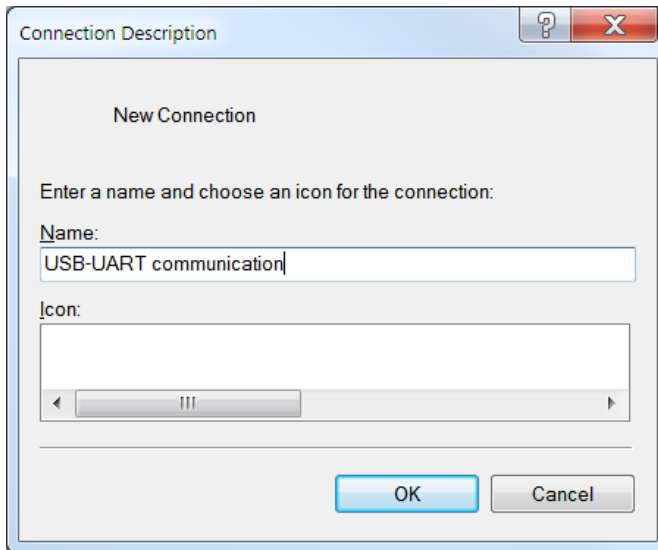 Connection Description
New Connection
Enter a name and choose an icon for the connection:
Name:
USB-UART communication
Icon:
OK Cancel